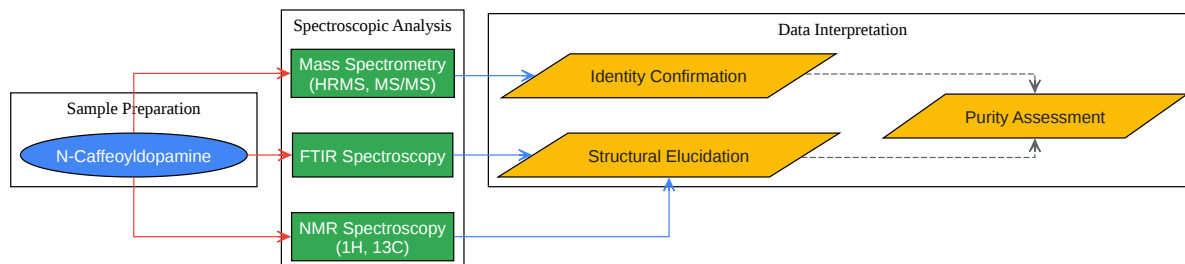 Sample Preparation
N-Caffeoyldopamine
Spectroscopic Analysis
Mass Spectrometry
(HRMS, MS/MS)
FTIR Spectroscopy
NMR Spectroscopy
(1H, 13C)
Data Interpretation
Identity Confirmation
Structural Elucidation
Purity Assessment